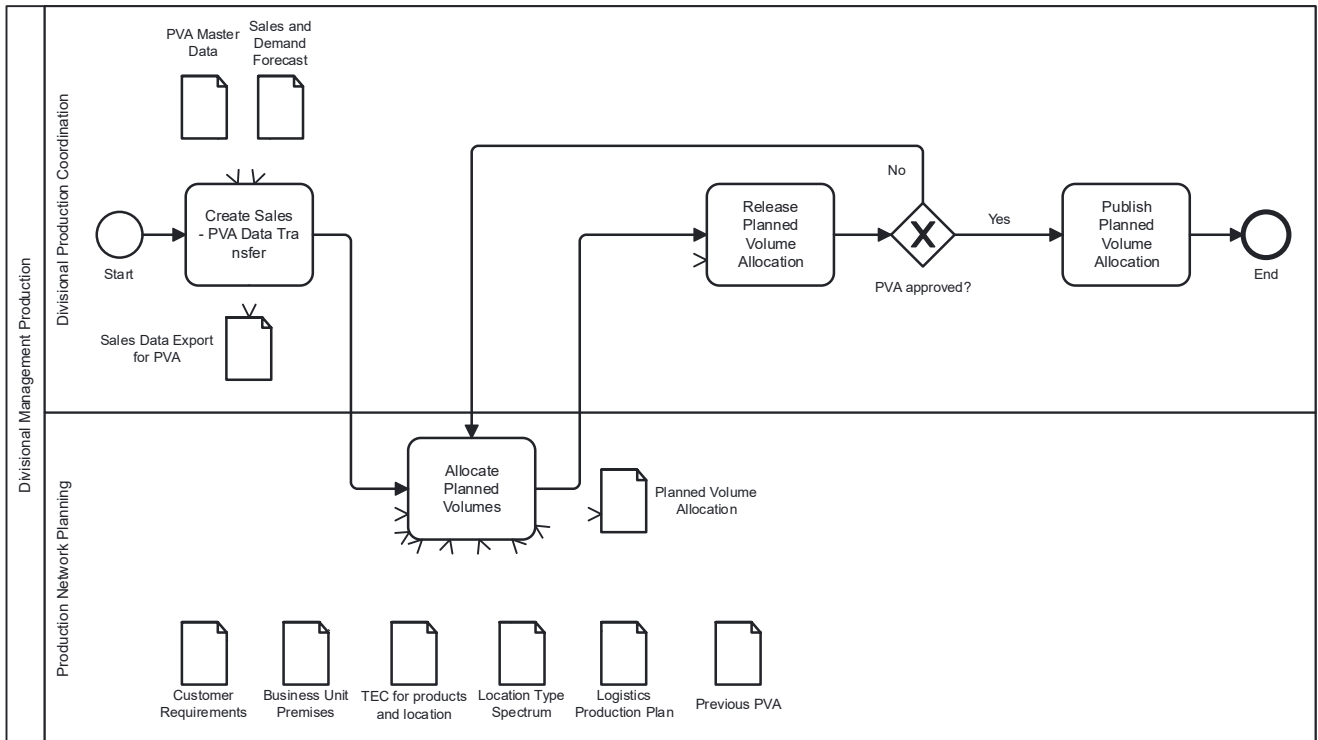 Divisional Management Production
Divisional Production Coordination
PVA Master
Data
Sales and
Demand
Forecast
Start
Create Sales
- PVA Data Tra
nsfer
Sales Data Export
for PVA
Release
Planned
Volume
Allocation
No
PVA approved?
Yes
Publish
Planned
Volume
Allocation
End
Production Network Planning
Allocate
Planned
Volumes
Planned Volume
Allocation
Customer
Requirements
Business Unit
Premises
TEC for products
and location
Location Type
Spectrum
Logistics
Production Plan
Previous PVA